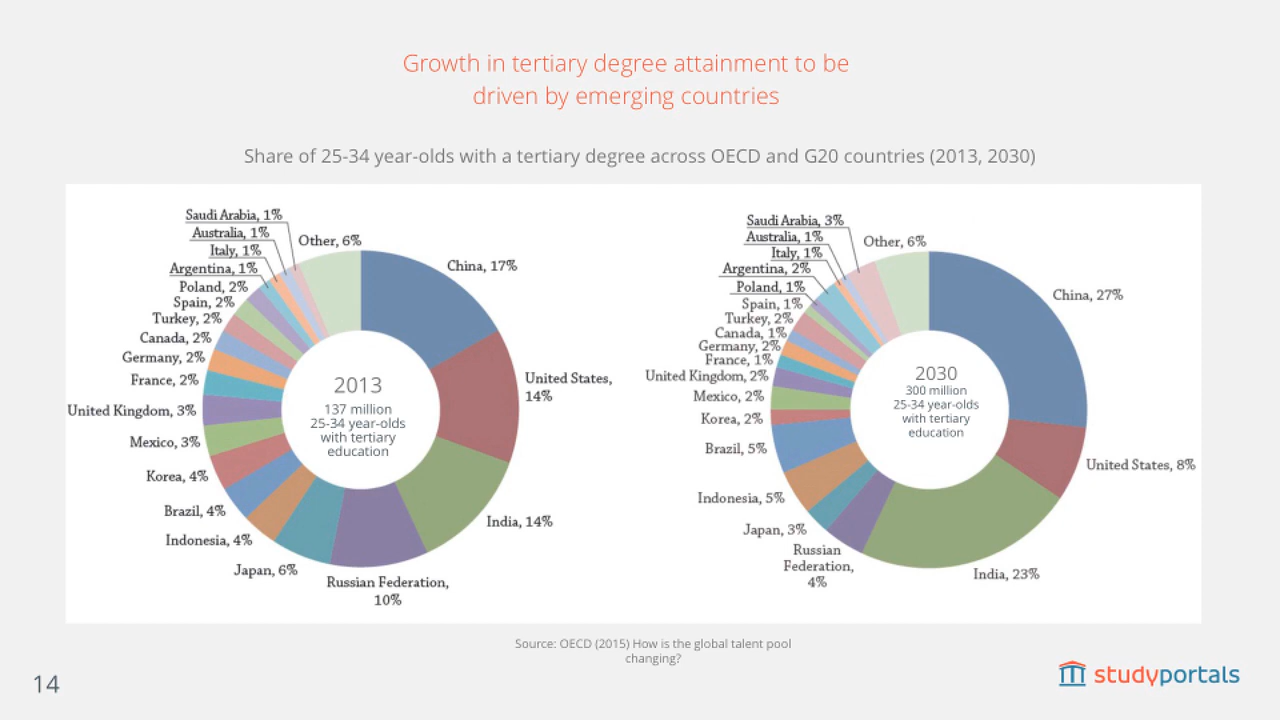 Growth in tertiary degree attainment to be
driven by emerging countries
Share of 25-34 year-olds with a tertiary degree across OECD and G20 countries (2013, 2030)
Saudi Arabia, 1%
Australia, 1%
Italy, 1%
Argentina, 1%
Poland, 2%
Spain, 2%
Turkey, 2%
Canada, 2%
Germany, 2%
France, 2%
United Kingdom, 3%
Mexico, 3%
Korea, 4%
Brazil, 4%
Indonesia, 4%
Japan, 6%
Russian Federation,
10%
India, 14%
United States,
14%
China, 17%
Other, 6%
2013
137 million
25-34 year-olds
with tertiary
education
Saudi Arabia, 3%
Australia, 1%
Italy, 1%
Argentina, 2%
Poland, 1%
Spain, 1%
Turkey, 2%
Canada, 1%
Germany, 2%
France, 1%
United Kingdom, 2%
Mexico, 2%
Korea, 2%
Brazil, 5%
Indonesia, 5%
Japan, 3%
Russian
Federation,
4%
India, 23%
United States, 8%
China, 27%
Other, 6%
2030
300 million
25-34 year-olds
with tertiary
education
Source: OECD (2015) How is the global talent pool
changing?
14
studyportals